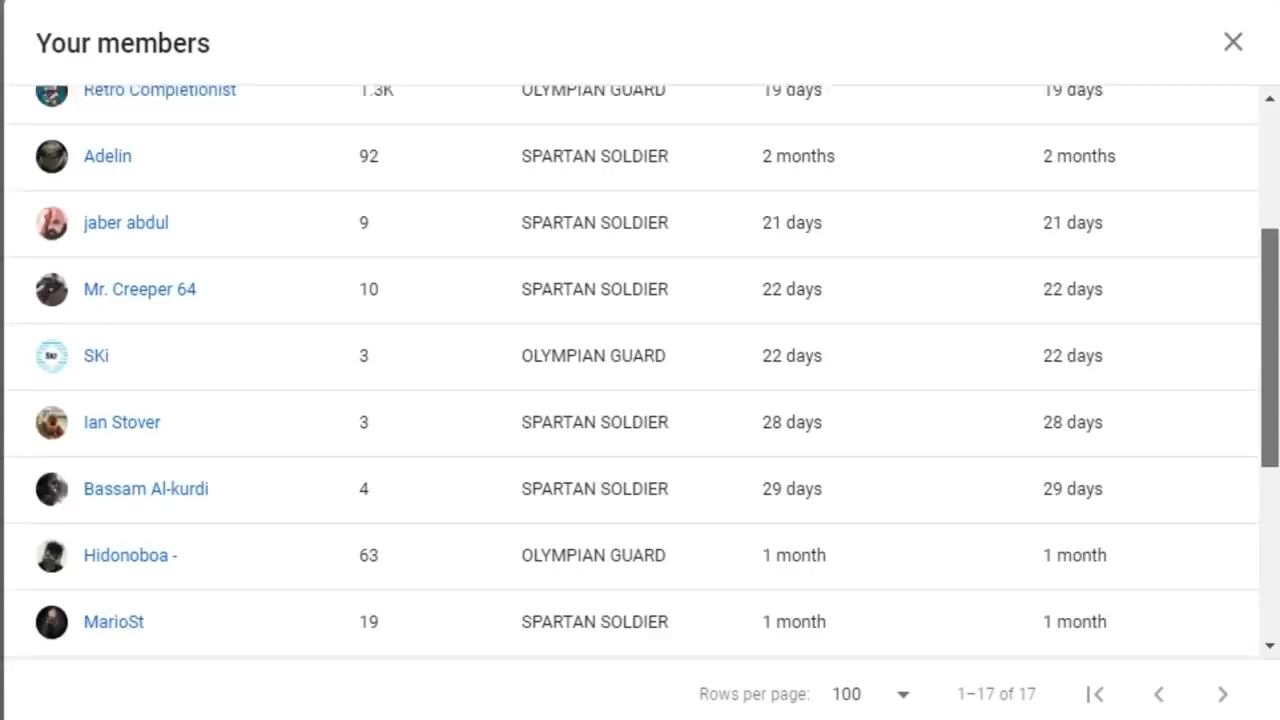 Your members
Retro Completionist 1.3K OLYMPIAN GUARD 19 days 19 days
Adelin 92 SPARTAN SOLDIER 2 months 2 months
jaber abdul 9 SPARTAN SOLDIER 21 days 21 days
Mr. Creeper 64 10 SPARTAN SOLDIER 22 days 22 days
SKi SKi 3 OLYMPIAN GUARD 22 days 22 days
Ian Stover 3 SPARTAN SOLDIER 28 days 28 days
Bassam Al-kurdi 4 SPARTAN SOLDIER 29 days 29 days
Hidonoboa - 63 OLYMPIAN GUARD 1 month 1 month
MarioSt 19 SPARTAN SOLDIER 1 month 1 month
Rows per page: 100 1–17 of 17